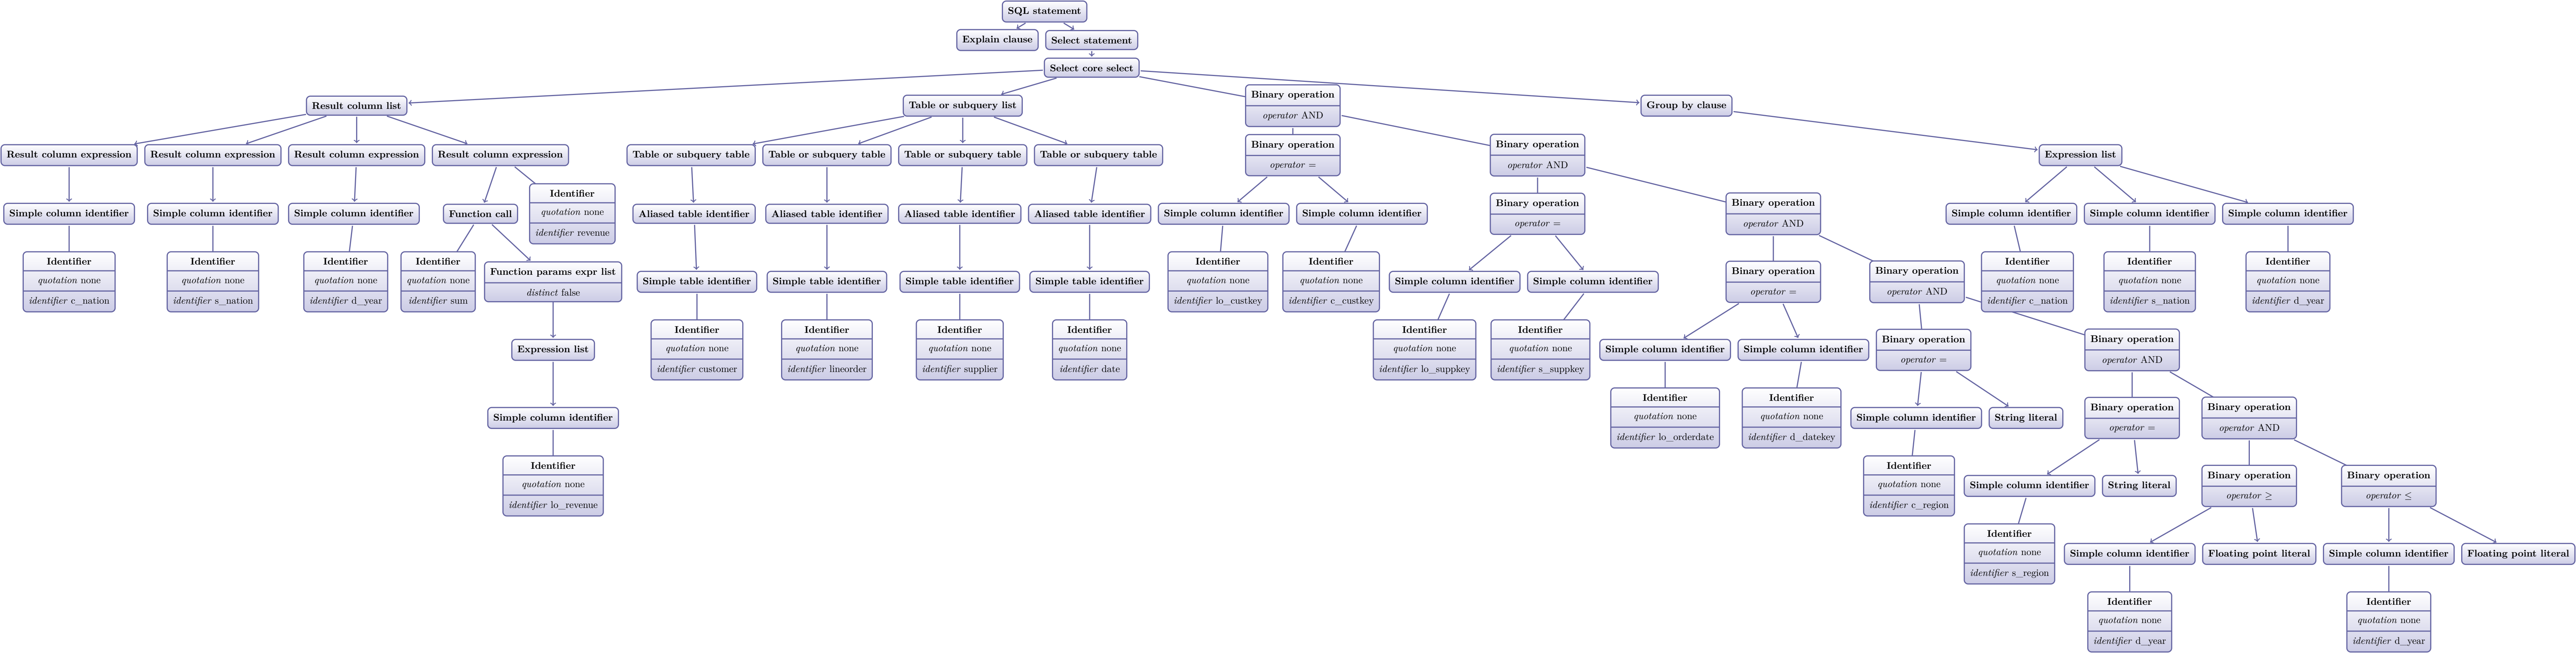 SQL statement
Explain clause
Select statement
Select core select
Result column list
Table or subquery list
Binary operation
operator AND
Group by clause
Result column expression
Result column expression
Result column expression
Result column expression
Table or subquery table
Table or subquery table
Table or subquery table
Table or subquery table
Binary operation
operator =
Binary operation
operator AND
Expression list
Simple column identifier
Simple column identifier
Simple column identifier
Function call
Identifier
quotation none
identifier revenue
Aliased table identifier
Aliased table identifier
Aliased table identifier
Aliased table identifier
Simple column identifier
Simple column identifier
Binary operation
operator =
Binary operation
operator AND
Simple column identifier
Simple column identifier
Simple column identifier
Identifier
quotation none
identifier c_nation
Identifier
quotation none
identifier s_nation
Identifier
quotation none
identifier d_year
Identifier
quotation none
identifier sum
Function params expr list
distinct false
Simple table identifier
Simple table identifier
Simple table identifier
Simple table identifier
Identifier
quotation none
identifier lo_custkey
Identifier
quotation none
identifier c_custkey
Simple column identifier
Simple column identifier
Binary operation
operator =
Binary operation
operator AND
Identifier
quotation none
identifier c_nation
Identifier
quotation none
identifier s_nation
Identifier
quotation none
identifier d_year
Expression list
Identifier
quotation none
identifier customer
Identifier
quotation none
identifier lineorder
Identifier
quotation none
identifier supplier
Identifier
quotation none
identifier date
Identifier
quotation none
identifier lo_suppkey
Identifier
quotation none
identifier s_suppkey
Simple column identifier
Simple column identifier
Binary operation
operator =
Binary operation
operator AND
Simple column identifier
Identifier
quotation none
identifier lo_orderdate
Identifier
quotation none
identifier d_datekey
Simple column identifier
String literal
Binary operation
operator =
Binary operation
operator AND
Identifier
quotation none
identifier lo_revenue
Identifier
quotation none
identifier c_region
Simple column identifier
String literal
Binary operation
operator ≥
Binary operation
operator ≤
Identifier
quotation none
identifier s_region
Simple column identifier
Floating point literal
Simple column identifier
Floating point literal
Identifier
quotation none
identifier d_year
Identifier
quotation none
identifier d_year